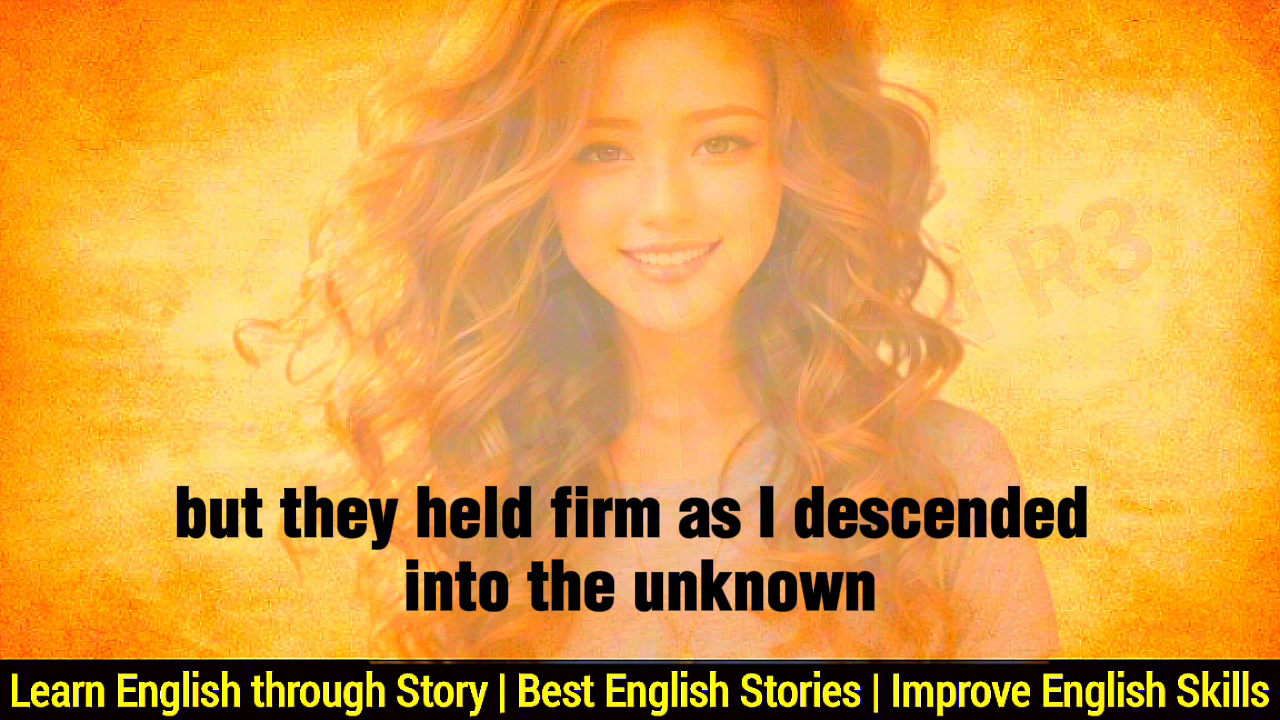 R3
but they held firm as I descended
into the unknown
Learn English through Story | Best English Stories | Improve English Skills